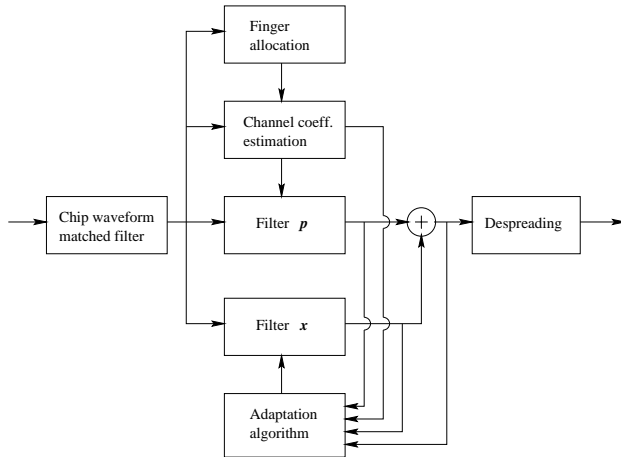 Finger
allocation
Channel coeff.
estimation
Chip waveform
matched filter
Filter p
+
Despreading
Filter x
Adaptation
algorithm